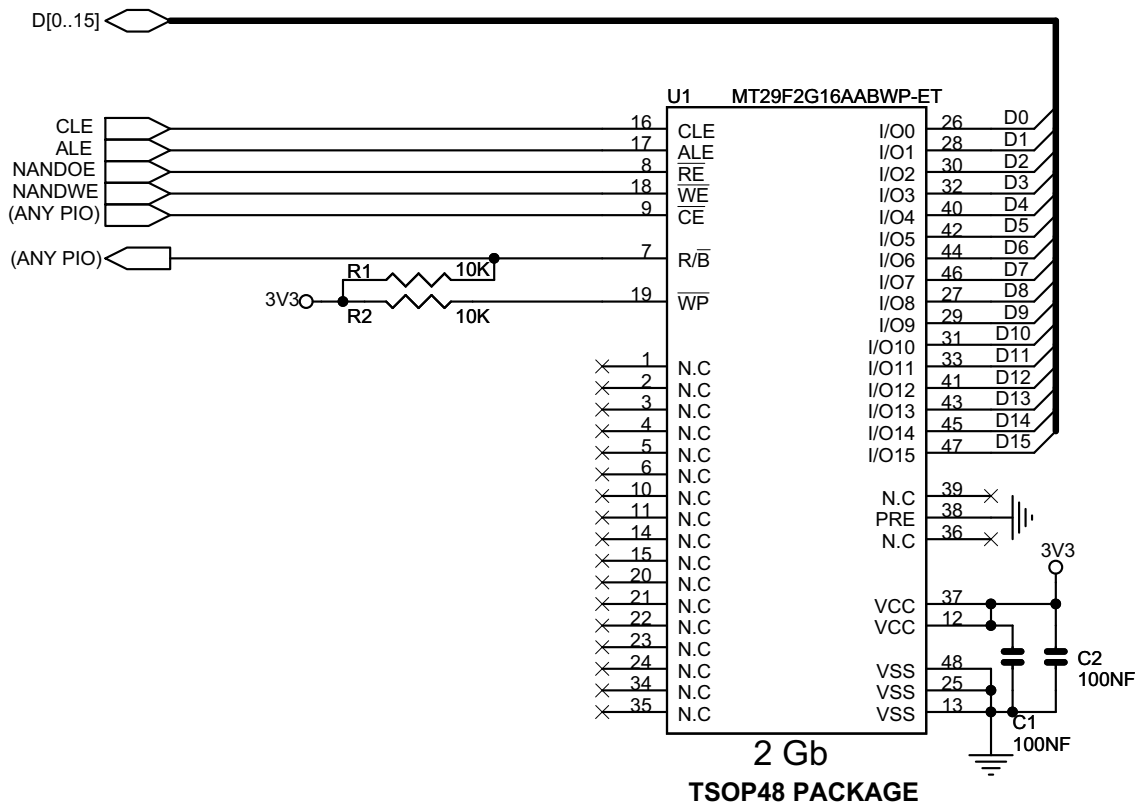 D[0..15]
U1 MT29F2G16AABWP-ET
CLE 16 CLE I/O0 26 D0
ALE 17 ALE I/O1 28 D1
NANDOE 8 RE I/O2 30 D2
NANDWE 18 WE I/O3 32 D3
(ANY PIO) 9 CE I/O4 40 D4
I/O5 42 D5
(ANY PIO) 7 R/B I/O6 44 D6
R1 10K I/O7 46 D7
3V3 19 WP I/O8 27 D8
R2 10K I/O9 29 D9
I/O10 31 D10
1 N.C I/O11 33 D11
2 N.C I/O12 41 D12
3 N.C I/O13 43 D13
4 N.C I/O14 45 D14
5 N.C I/O15 47 D15
6 N.C
10 N.C N.C 39
11 N.C PRE 38
14 N.C N.C 36
15 N.C 3V3
20 N.C
21 N.C VCC 37
22 N.C VCC 12
23 N.C
24 N.C VSS 48 C2
34 N.C VSS 25 100NF
35 N.C VSS 13
C1
100NF
2 Gb
TSOP48 PACKAGE